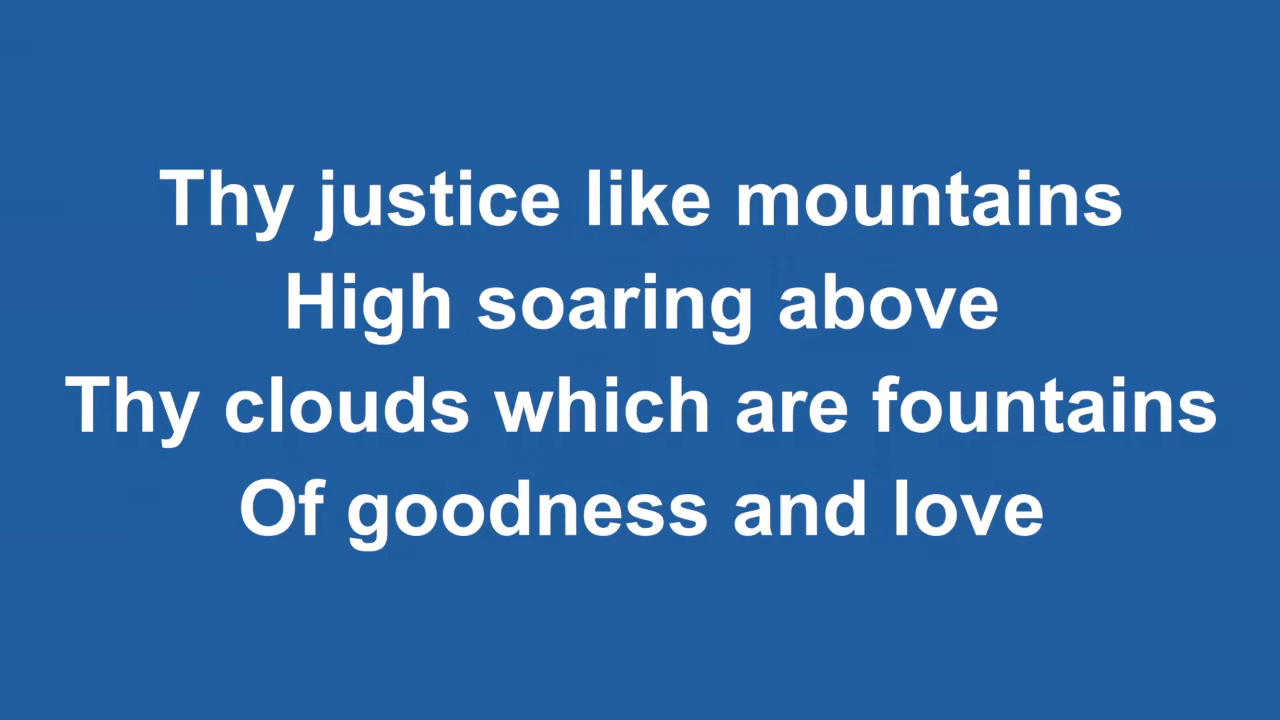 Thy justice like mountains
High soaring above
Thy clouds which are fountains
Of goodness and love